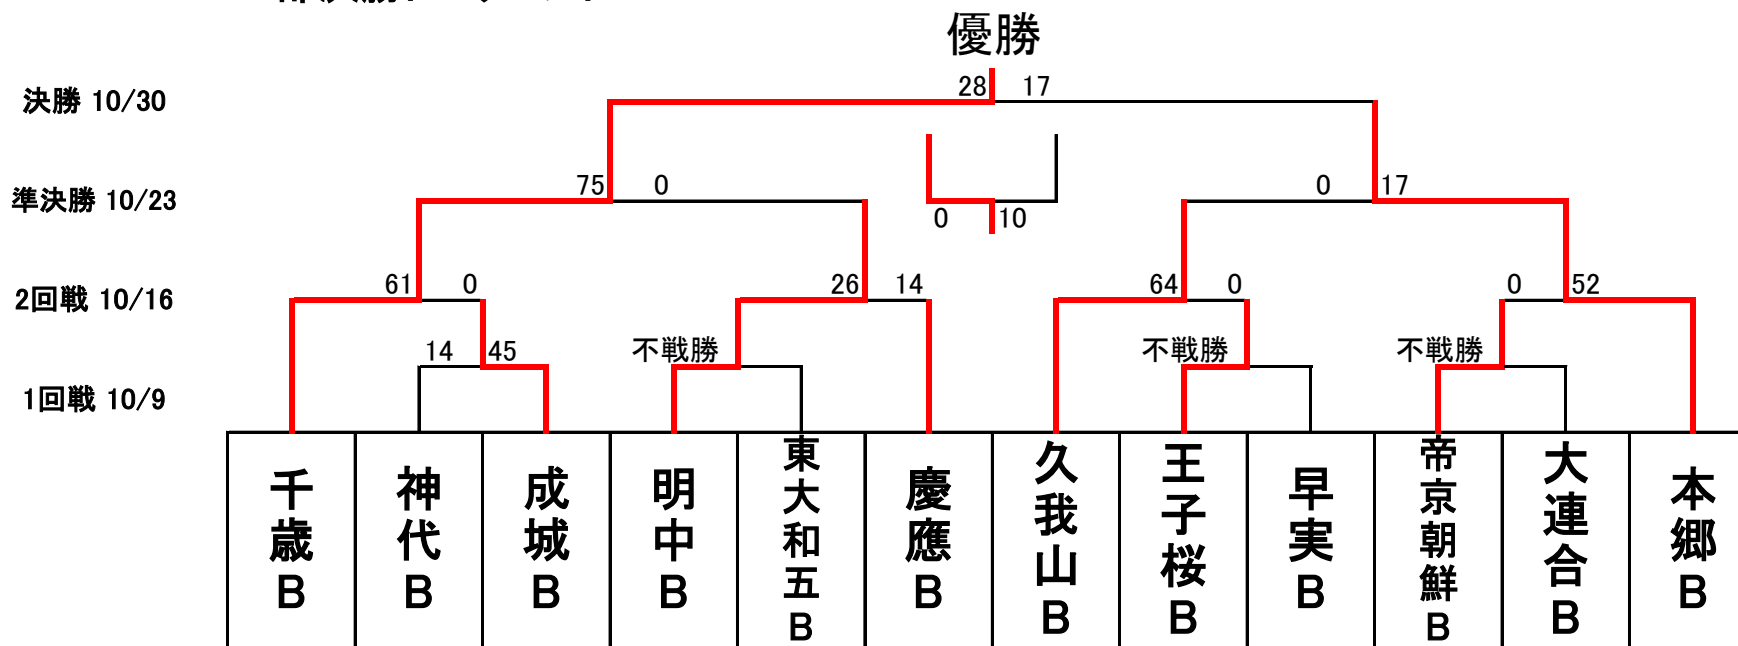 優勝
決勝 10/30
28 17
準決勝 10/23
75 0
0 10
0 17
2回戦 10/16
61 0
26 14
64 0
0 52
1回戦 10/9
14 45
不戦勝
不戦勝
不戦勝
千歳B
神代B
成城B
明中B
東大和五B
慶應B
久我山B
王子桜B
早実B
帝京朝鮮B
大連合B
本郷B